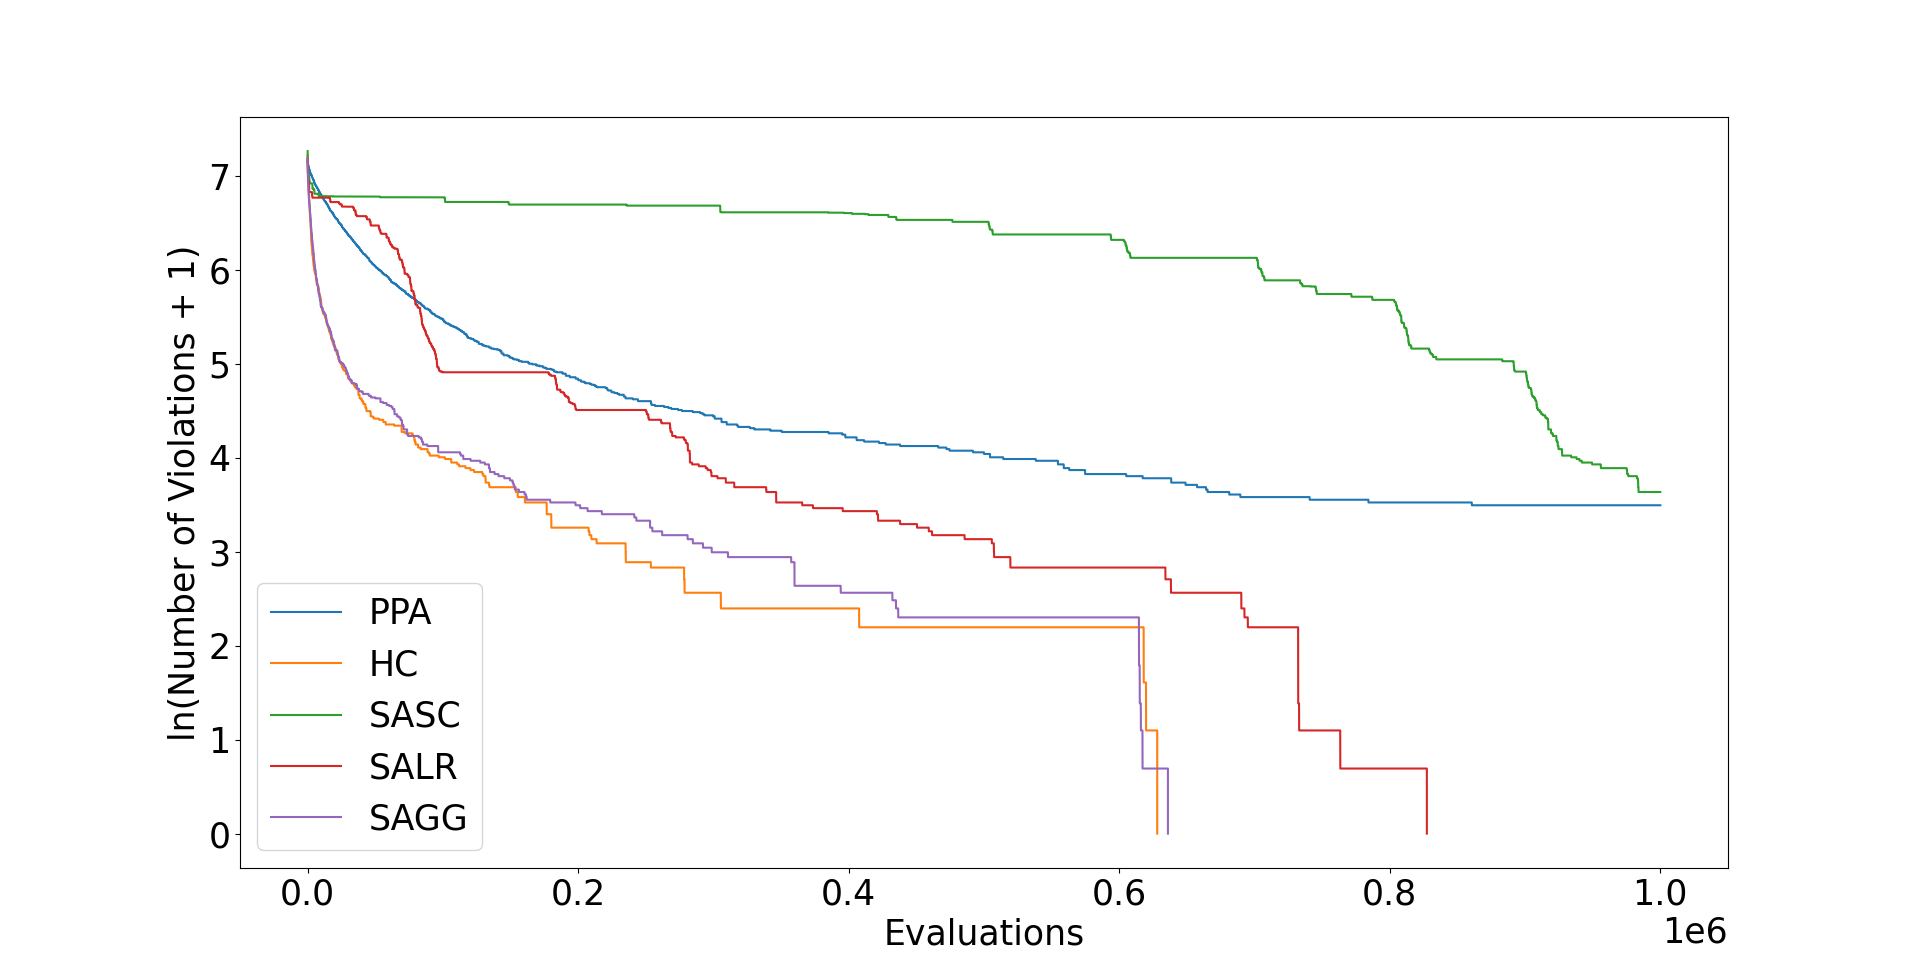 ln(Number of Violations + 1)
7
6
5
4
3
2
1
0
PPA
HC
SASC
SALR
SAGG
0.0 0.2 0.4 0.6 0.8 1.0
Evaluations
1e6